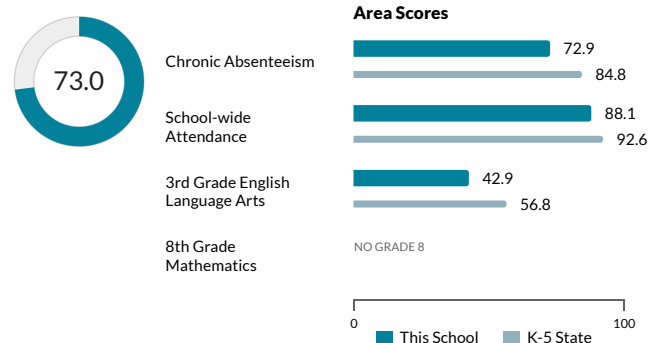 Area Scores
73.0
Chronic Absenteeism
72.9
84.8
School-wide
Attendance
88.1
92.6
3rd Grade English
Language Arts
42.9
56.8
8th Grade
Mathematics
NO GRADE 8
0
100
This School
K-5 State